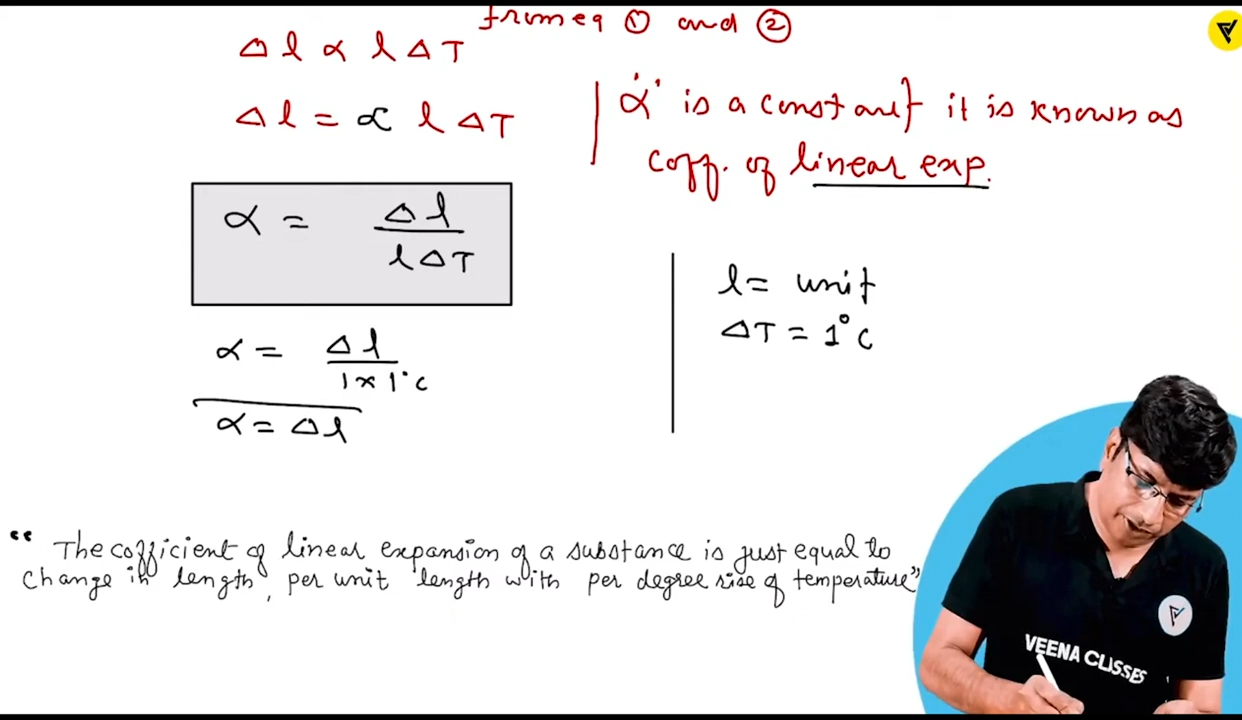 from eq ① and ②
Δl ∝ l ΔT
Δl = ∝ l ΔT
'α' is a constant it is known as
coff. of linear exp.
α = Δl / lΔT
l = unit
ΔT = 1°C
α = Δl / 1 × 1°C
α = Δl
“ The cofficient of linear expansion of a substance is just equal to
change in length, per unit length with per degree rise of temperature”
VEENA CLASSES